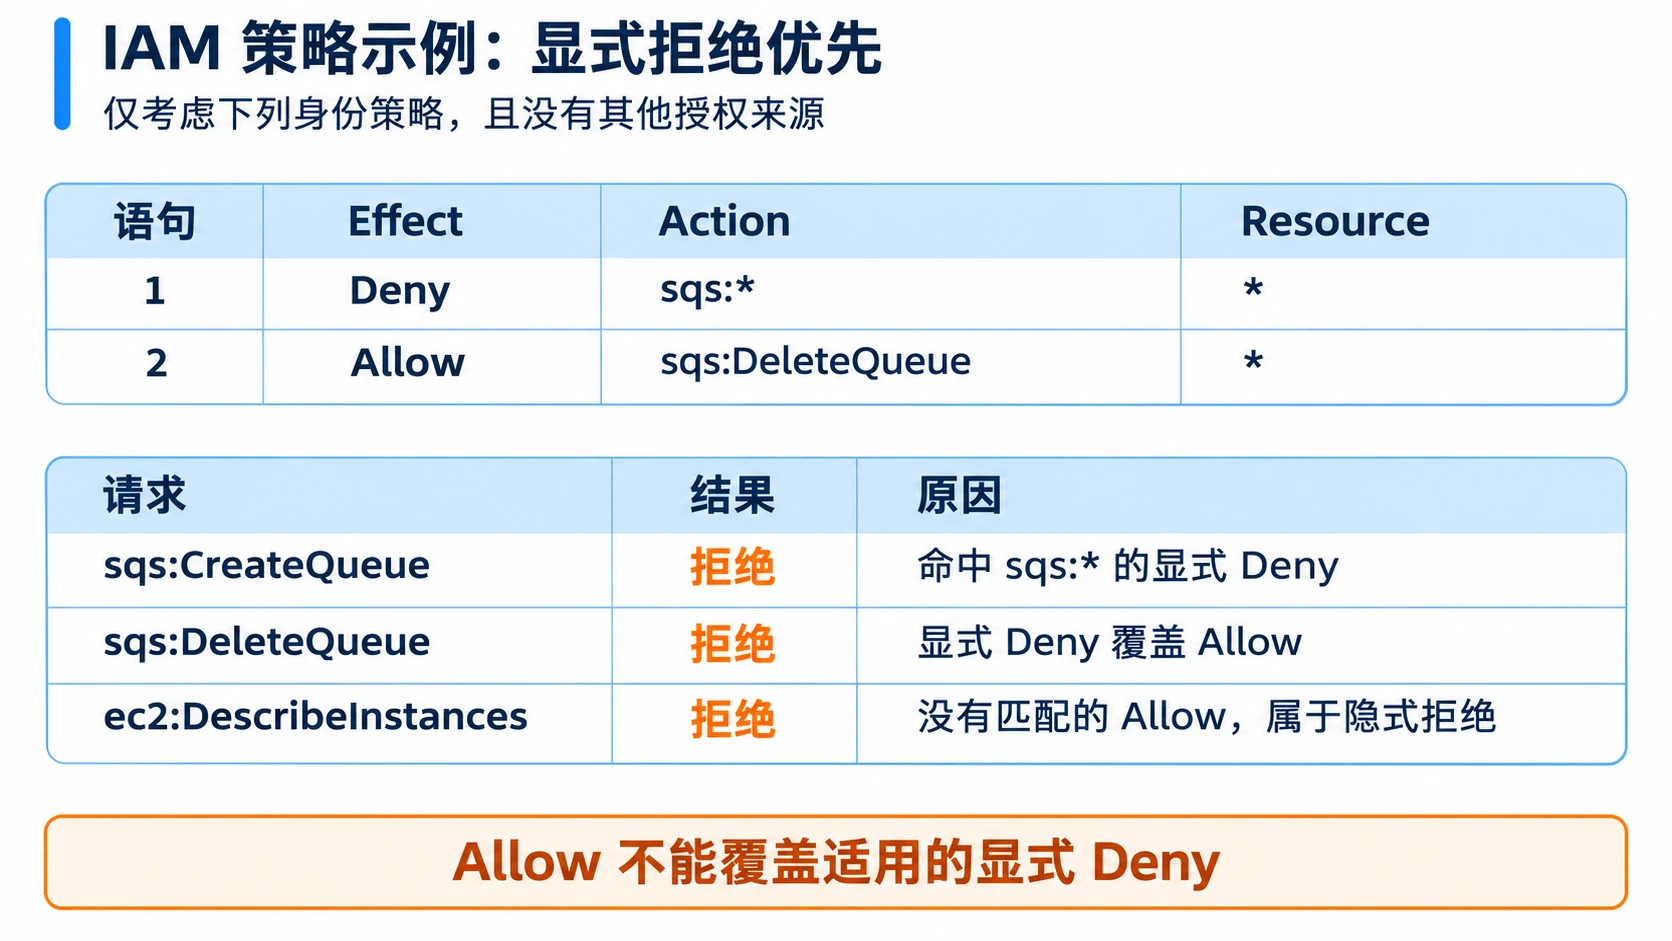 IAM 策略示例：显式拒绝优先
仅考虑下列身份策略，且没有其他授权来源
语句 Effect Action Resource
1 Deny sqs:* *
2 Allow sqs:DeleteQueue *
请求 结果 原因
sqs:CreateQueue 拒绝 命中 sqs:* 的显式 Deny
sqs:DeleteQueue 拒绝 显式 Deny 覆盖 Allow
ec2:DescribeInstances 拒绝 没有匹配的 Allow，属于隐式拒绝
Allow 不能覆盖适用的显式 Deny